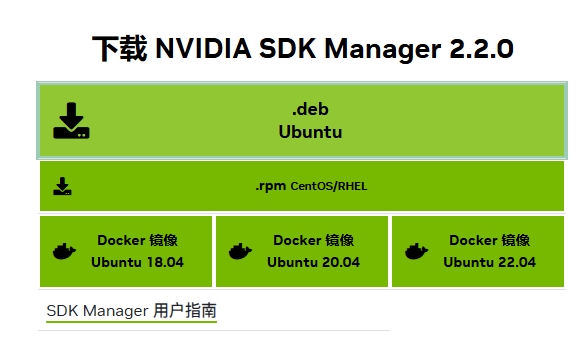 下载 NVIDIA SDK Manager 2.2.0
.deb
Ubuntu
.rpm CentOS/RHEL
Docker 镜像
Ubuntu 18.04
Docker 镜像
Ubuntu 20.04
Docker 镜像
Ubuntu 22.04
SDK Manager 用户指南